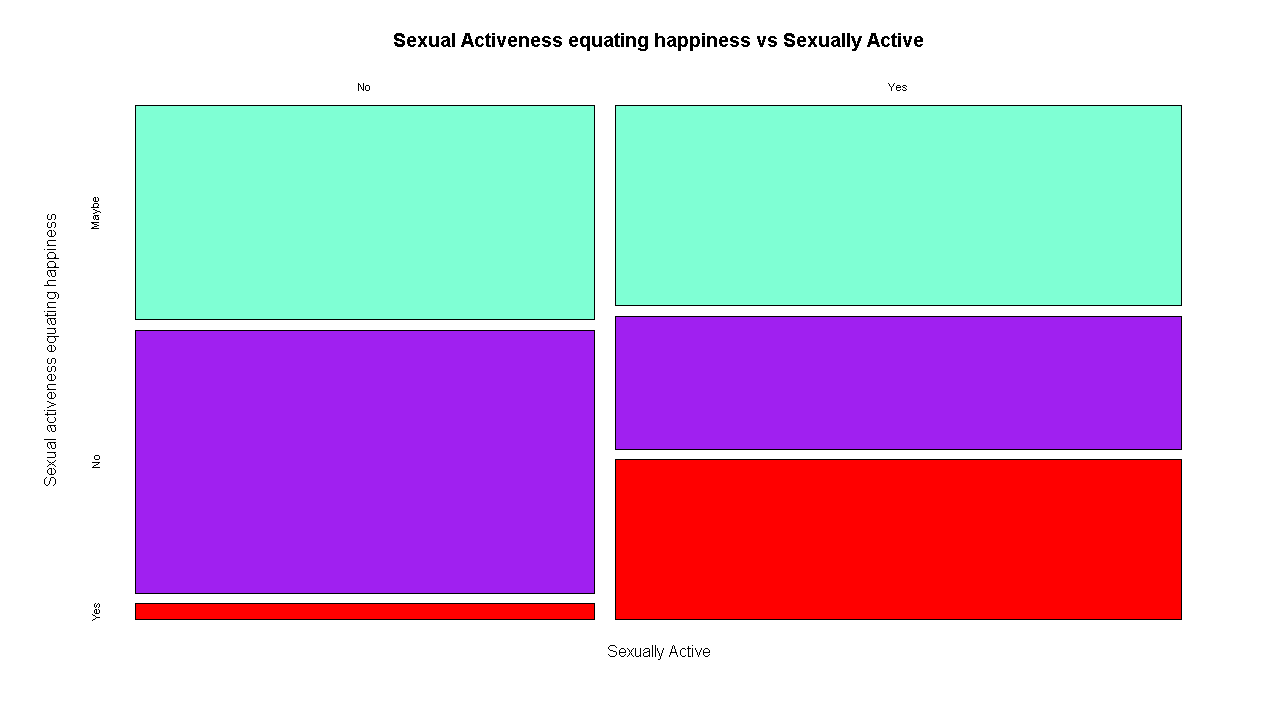 Sexual Activeness equating happiness vs Sexually Active
No
Yes
Sexual activeness equating happiness
Maybe
No
Yes
Sexually Active